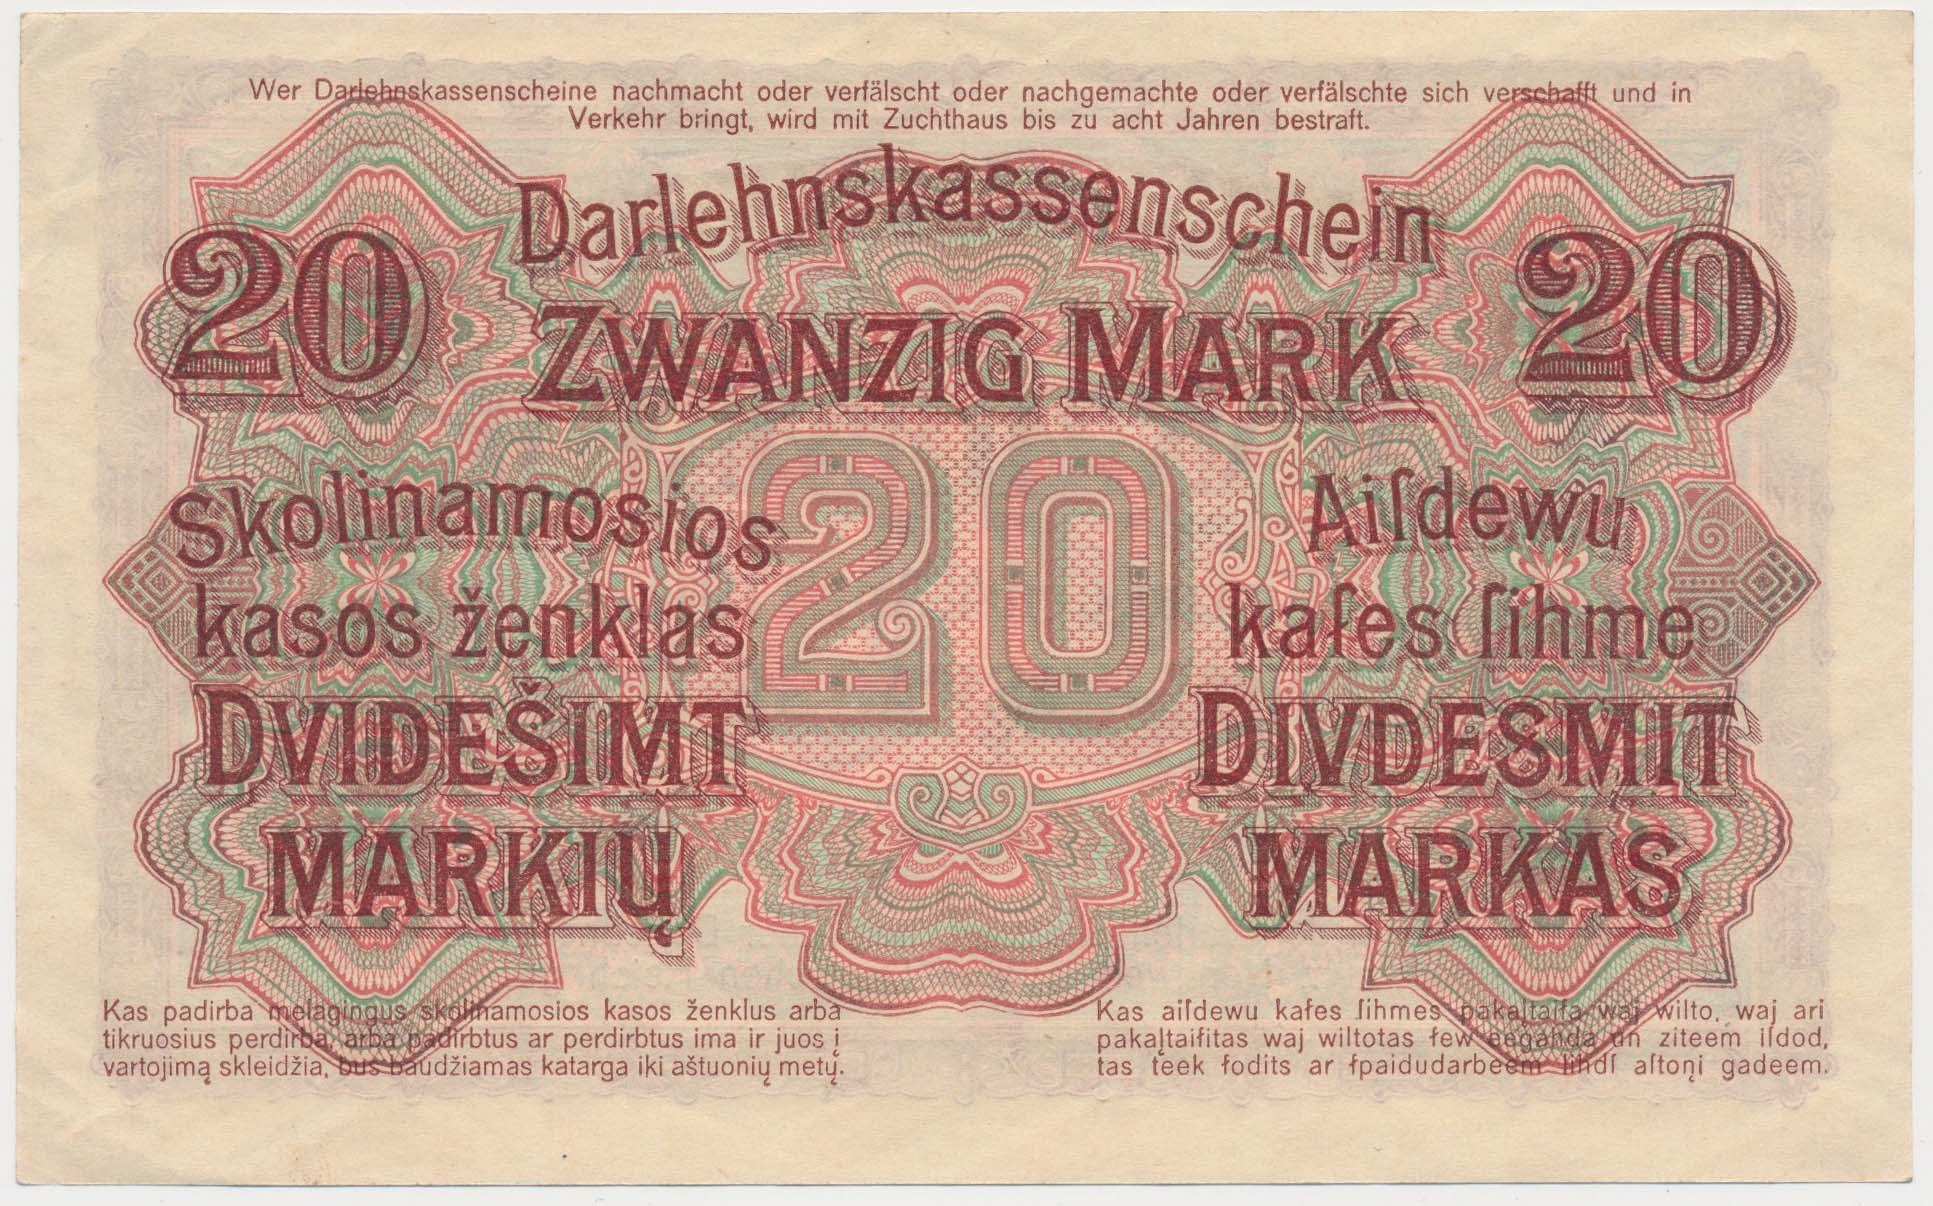 Wer Darlehnskassenscheine nachmacht oder verfälscht oder nachgemachte oder verfälschte sich verschafft und in
Verkehr bringt, wird mit Zuchthaus bis zu acht Jahren bestraft.
Darlehnskassenschein
20 ZWANZIG MARK 20
20
Skolinamosios
kasos ženklas
DVIDEŠIMT
MARKIŲ
Aiſdewu
kaſes ſihme
DIVDESMIT
MARKAS
Kas padirba melagingus skolinamosios kasos ženklus arba
tikruosius perdirba, arba padirbtus ar perdirbtus ima ir juos į
vartojimą skleidžia, bus baudžiamas katarga iki aštuonių metų.
Kas aiſdewu kaſes ſihmes pakaļtaiſa waj wilto, waj ari
pakaļtaiſitas waj wiltotas ſew eeganda un ziteem iſdod,
tas teek ſodits ar ſpaidudarbeem lihdſ aſtoņi gadeem.